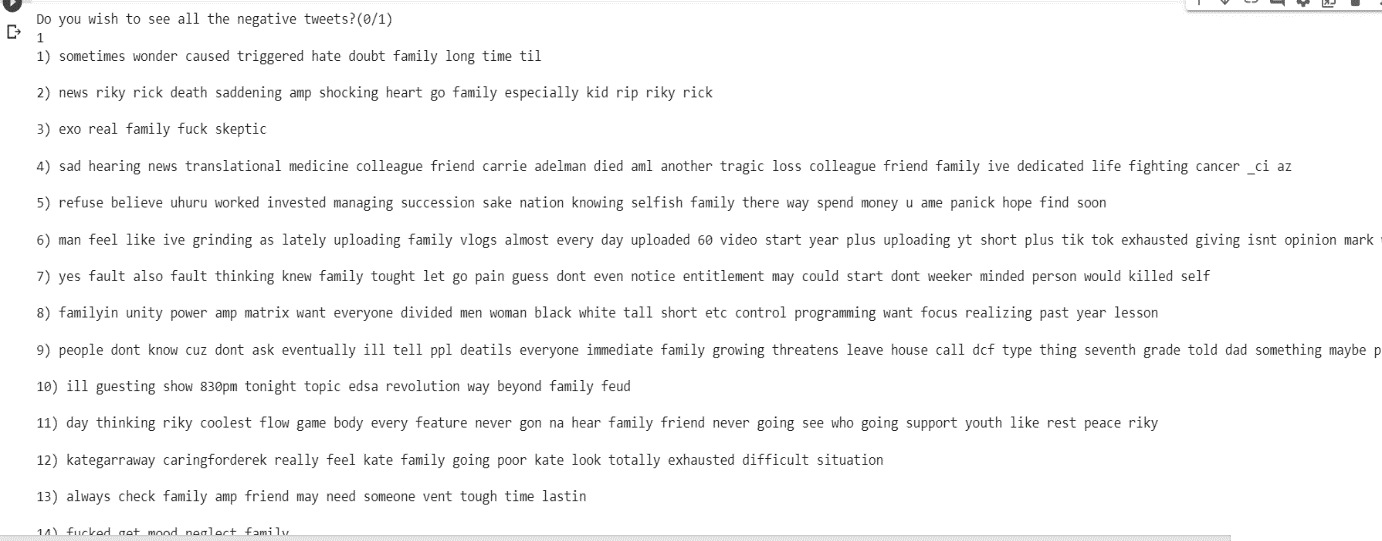 Do you wish to see all the negative tweets?(0/1)
1
1) sometimes wonder caused triggered hate doubt family long time til
2) news riky rick death saddening amp shocking heart go family especially kid rip riky rick
3) exo real family fuck skeptic
4) sad hearing news translational medicine colleague friend carrie adelman died aml another tragic loss colleague friend family ive dedicated life fighting cancer _ci az
5) refuse believe uhuru worked invested managing succession sake nation knowing selfish family there way spend money u ame panick hope find soon
6) man feel like ive grinding as lately uploading family vlogs almost every day uploaded 60 video start year plus uploading yt short plus tik tok exhausted giving isnt opinion mark
7) yes fault also fault thinking knew family tought let go pain guess dont even notice entitlement may could start dont weeker minded person would killed self
8) familyin unity power amp matrix want everyone divided men woman black white tall short etc control programming want focus realizing past year lesson
9) people dont know cuz dont ask eventually ill tell ppl deatils everyone immediate family growing threatens leave house call dcf type thing seventh grade told dad something maybe p
10) ill guesting show 830pm tonight topic edsa revolution way beyond family feud
11) day thinking riky coolest flow game body every feature never gon na hear family friend never going see who going support youth like rest peace riky
12) kategarraway caringforderek really feel kate family going poor kate look totally exhausted difficult situation
13) always check family amp friend may need someone vent tough time lastin
14) fucked get mood neglect family